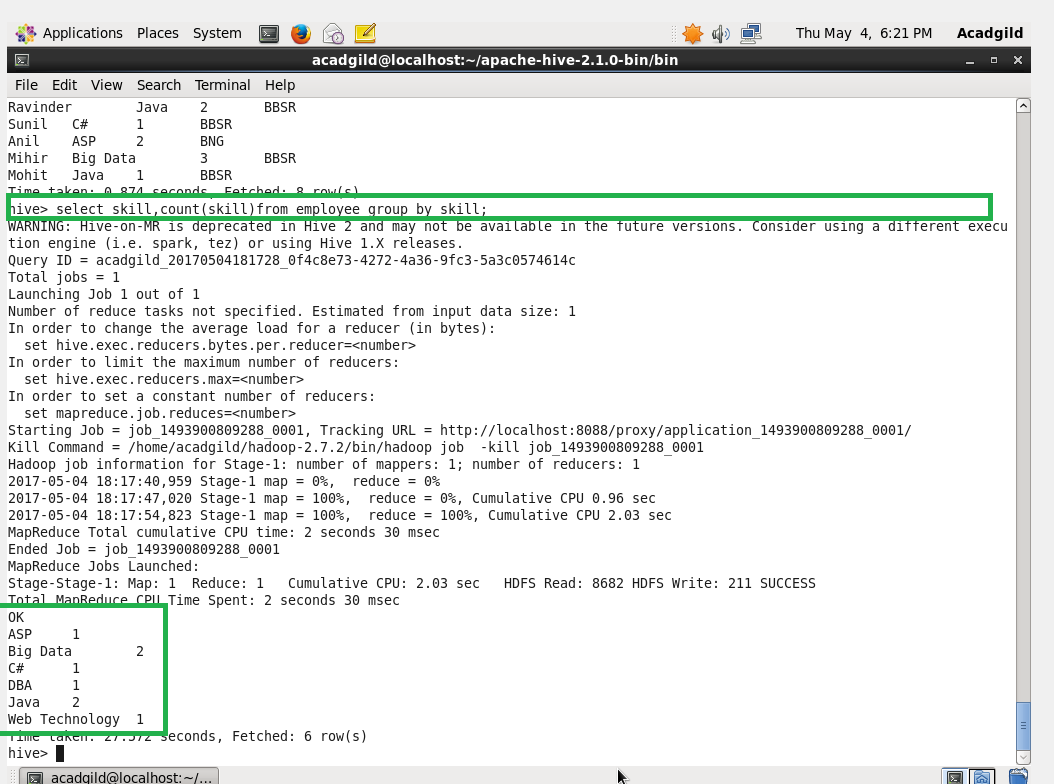 Applications Places System Thu May 4, 6:21 PM Acadgild
acadgild@localhost:~/apache-hive-2.1.0-bin/bin
File Edit View Search Terminal Help
Ravinder Java 2 BBSR
Sunil C# 1 BBSR
Anil ASP 2 BNG
Mihir Big Data 3 BBSR
Mohit Java 1 BBSR
Time taken: 0.874 seconds, Fetched: 8 row(s)
hive> select skill,count(skill)from employee group by skill;
WARNING: Hive-on-MR is deprecated in Hive 2 and may not be available in the future versions. Consider using a different execu
tion engine (i.e. spark, tez) or using Hive 1.X releases.
Query ID = acadgild_20170504181728_0f4c8e73-4272-4a36-9fc3-5a3c0574614c
Total jobs = 1
Launching Job 1 out of 1
Number of reduce tasks not specified. Estimated from input data size: 1
In order to change the average load for a reducer (in bytes):
  set hive.exec.reducers.bytes.per.reducer=<number>
In order to limit the maximum number of reducers:
  set hive.exec.reducers.max=<number>
In order to set a constant number of reducers:
  set mapreduce.job.reduces=<number>
Starting Job = job_1493900809288_0001, Tracking URL = http://localhost:8088/proxy/application_1493900809288_0001/
Kill Command = /home/acadgild/hadoop-2.7.2/bin/hadoop job  -kill job_1493900809288_0001
Hadoop job information for Stage-1: number of mappers: 1; number of reducers: 1
2017-05-04 18:17:40,959 Stage-1 map = 0%,  reduce = 0%
2017-05-04 18:17:47,020 Stage-1 map = 100%,  reduce = 0%, Cumulative CPU 0.96 sec
2017-05-04 18:17:54,823 Stage-1 map = 100%,  reduce = 100%, Cumulative CPU 2.03 sec
MapReduce Total cumulative CPU time: 2 seconds 30 msec
Ended Job = job_1493900809288_0001
MapReduce Jobs Launched:
Stage-Stage-1: Map: 1  Reduce: 1   Cumulative CPU: 2.03 sec   HDFS Read: 8682 HDFS Write: 211 SUCCESS
Total MapReduce CPU Time Spent: 2 seconds 30 msec
OK
ASP 1
Big Data 2
C# 1
DBA 1
Java 2
Web Technology 1
Time taken: 27.572 seconds, Fetched: 6 row(s)
hive>
acadgild@localhost:~/...